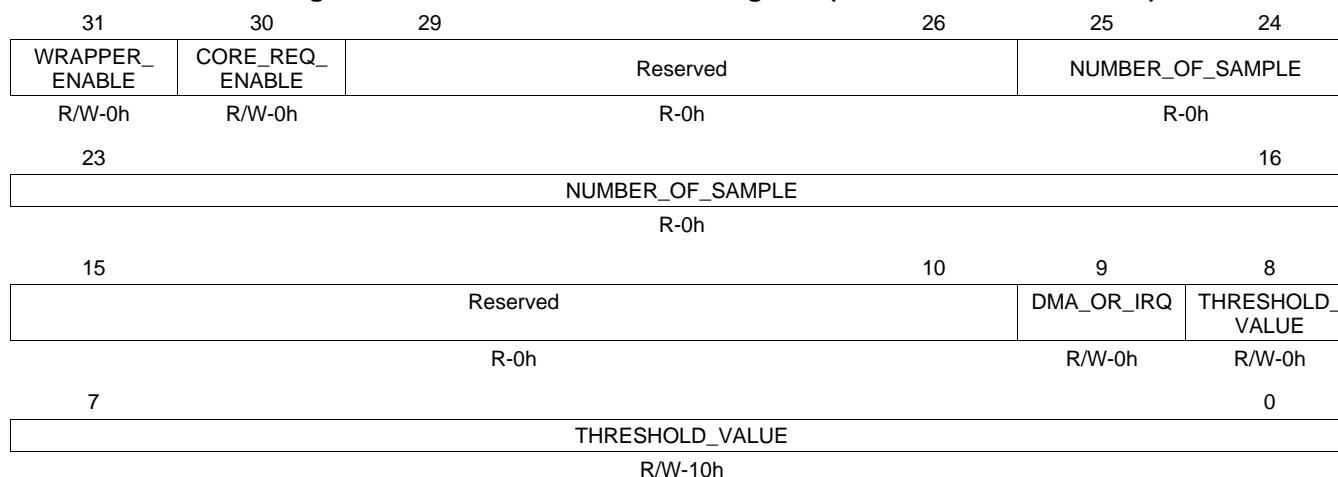 31 30 29 26 25 24
WRAPPER_ CORE_REQ_ Reserved NUMBER_OF_SAMPLE
ENABLE ENABLE
R/W-0h R/W-0h R-0h R-0h
23 16
NUMBER_OF_SAMPLE
R-0h
15 10 9 8
Reserved DMA_OR_IRQ THRESHOLD_
VALUE
R-0h R/W-0h R/W-0h
7 0
THRESHOLD_VALUE
R/W-10h